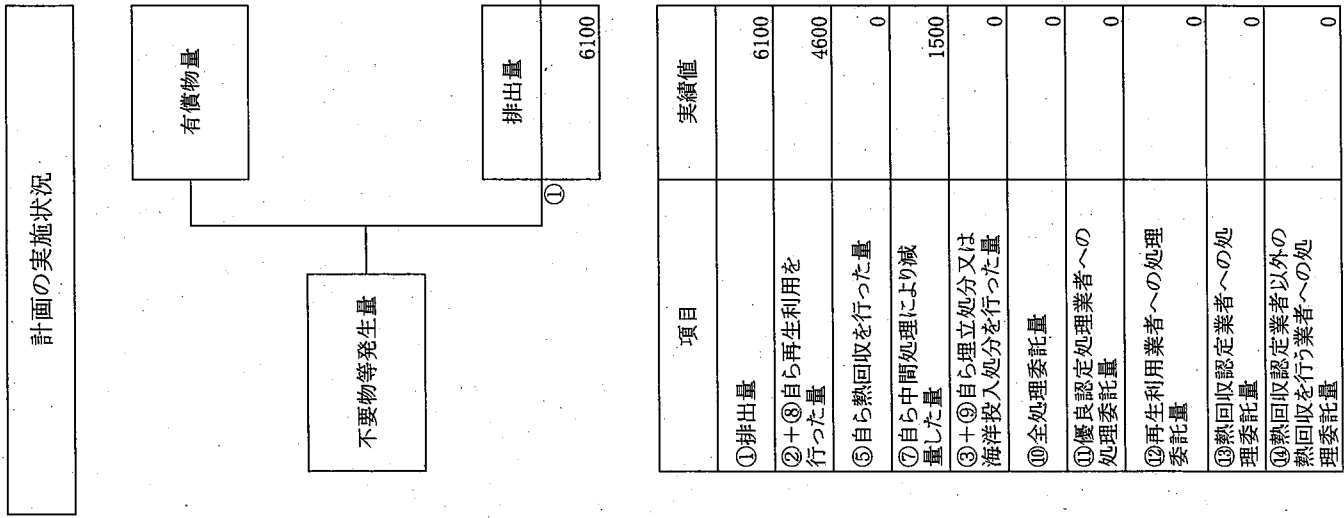 計画の実施状況
有償物量
不要物等発生量
①
排出量
6100
項目 実績値
①排出量 6100
②+⑧自ら再生利用を
行った量 4600
⑤自ら熱回収を行った量 0
⑦自ら中間処理により減
量した量 1500
③+⑨自ら埋立処分又は
海洋投入処分を行った量 0
⑩全処理委託量 0
⑪優良認定処理業者への
処理委託量 0
⑫再生利用業者への処理
委託量 0
⑬熱回収認定業者への処
理委託量 0
⑭熱回収認定業者以外の
熱回収を行う業者への処
理委託量 0